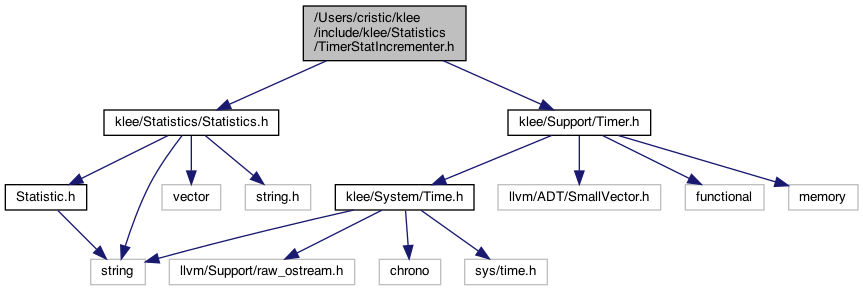 /Users/cristic/klee
/include/klee/Statistics
/TimerStatIncrementer.h
klee/Statistics/Statistics.h
klee/Support/Timer.h
Statistic.h
vector
string.h
klee/System/Time.h
llvm/ADT/SmallVector.h
functional
memory
string
llvm/Support/raw_ostream.h
chrono
sys/time.h